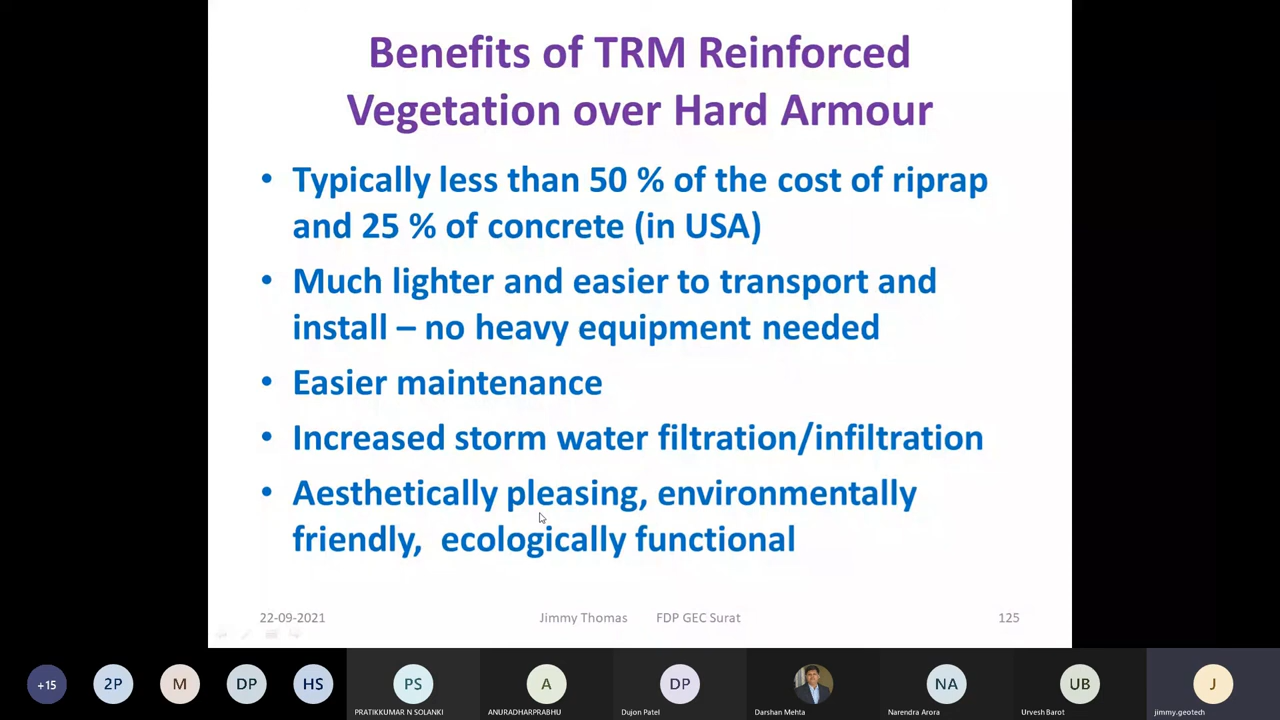 Benefits of TRM Reinforced
Vegetation over Hard Armour
• Typically less than 50 % of the cost of riprap
and 25 % of concrete (in USA)
• Much lighter and easier to transport and
install – no heavy equipment needed
• Easier maintenance
• Increased storm water filtration/infiltration
• Aesthetically pleasing, environmentally
friendly,  ecologically functional
22-09-2021 Jimmy Thomas FDP GEC Surat 125
+15 2P M DP HS PS A DP NA UB J
PRATIKKUMAR N SOLANKI ANURADHARPRABHU Dujon Patel Darshan Mehta Narendra Arora Urvesh Barot jimmy.geotech